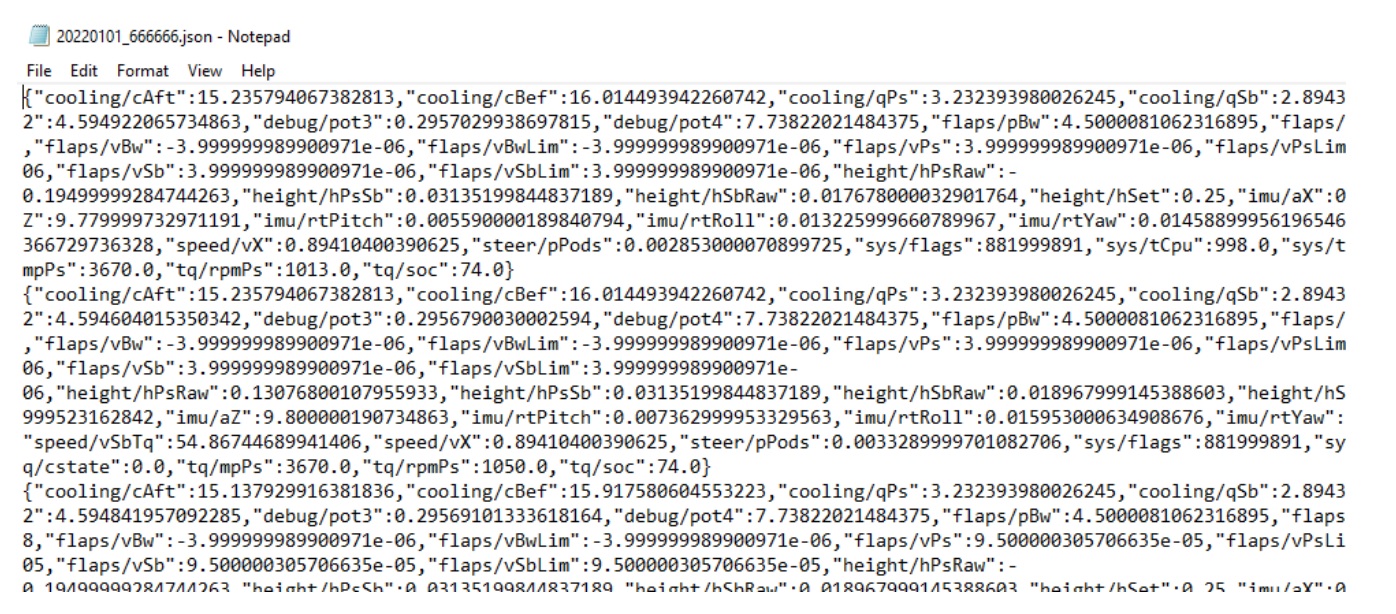 20220101_666666.json - Notepad
File Edit Format View Help
{"cooling/cAft":15.235794067382813,"cooling/cBef":16.014493942260742,"cooling/qPs":3.232393980026245,"cooling/qSb":2.8943
2":4.594922065734863,"debug/pot3":0.2957029938697815,"debug/pot4":7.73822021484375,"flaps/pBw":4.5000081062316895,"flaps/
,"flaps/vBw":-3.999999989900971e-06,"flaps/vBwLim":-3.999999989900971e-06,"flaps/vPs":3.999999989900971e-06,"flaps/vPsLim
06,"flaps/vSb":3.999999989900971e-06,"flaps/vSbLim":3.999999989900971e-06,"height/hPsRaw":-
0.19499999284744263,"height/hPsSb":0.03135199844837189,"height/hSbRaw":0.017678000032901764,"height/hSet":0.25,"imu/aX":0
Z":9.779999732971191,"imu/rtPitch":0.005590000189840794,"imu/rtRoll":0.013225999660789967,"imu/rtYaw":0.01458899956196546
366729736328,"speed/vX":0.89410400390625,"steer/pPods":0.002853000070899725,"sys/flags":881999891,"sys/tCpu":998.0,"sys/t
mpPs":3670.0,"tq/rpmPs":1013.0,"tq/soc":74.0}
{"cooling/cAft":15.235794067382813,"cooling/cBef":16.014493942260742,"cooling/qPs":3.232393980026245,"cooling/qSb":2.8943
2":4.594604015350342,"debug/pot3":0.2956790030002594,"debug/pot4":7.73822021484375,"flaps/pBw":4.5000081062316895,"flaps/
,"flaps/vBw":-3.999999989900971e-06,"flaps/vBwLim":-3.999999989900971e-06,"flaps/vPs":3.999999989900971e-06,"flaps/vPsLim
06,"flaps/vSb":3.999999989900971e-06,"flaps/vSbLim":3.999999989900971e-
06,"height/hPsRaw":0.13076800107955933,"height/hPsSb":0.03135199844837189,"height/hSbRaw":0.018967999145388603,"height/hS
999523162842,"imu/aZ":9.800000190734863,"imu/rtPitch":0.007362999953329563,"imu/rtRoll":0.015953000634908676,"imu/rtYaw":
"speed/vSbTq":54.86744689941406,"speed/vX":0.89410400390625,"steer/pPods":0.0033289999701082706,"sys/flags":881999891,"sy
q/cstate":0.0,"tq/mpPs":3670.0,"tq/rpmPs":1050.0,"tq/soc":74.0}
{"cooling/cAft":15.137929916381836,"cooling/cBef":15.917580604553223,"cooling/qPs":3.232393980026245,"cooling/qSb":2.8943
2":4.594841957092285,"debug/pot3":0.29569101333618164,"debug/pot4":7.73822021484375,"flaps/pBw":4.5000081062316895,"flaps
8,"flaps/vBw":-3.999999989900971e-06,"flaps/vBwLim":-3.999999989900971e-06,"flaps/vPs":9.500000305706635e-05,"flaps/vPsLi
05,"flaps/vSb":9.500000305706635e-05,"flaps/vSbLim":9.500000305706635e-05,"height/hPsRaw":-
0.19499999284744263,"height/hPsSb":0.03135199844837189,"height/hSbRaw":0.018967999145388603,"height/hSet":0.25,"imu/aX":0